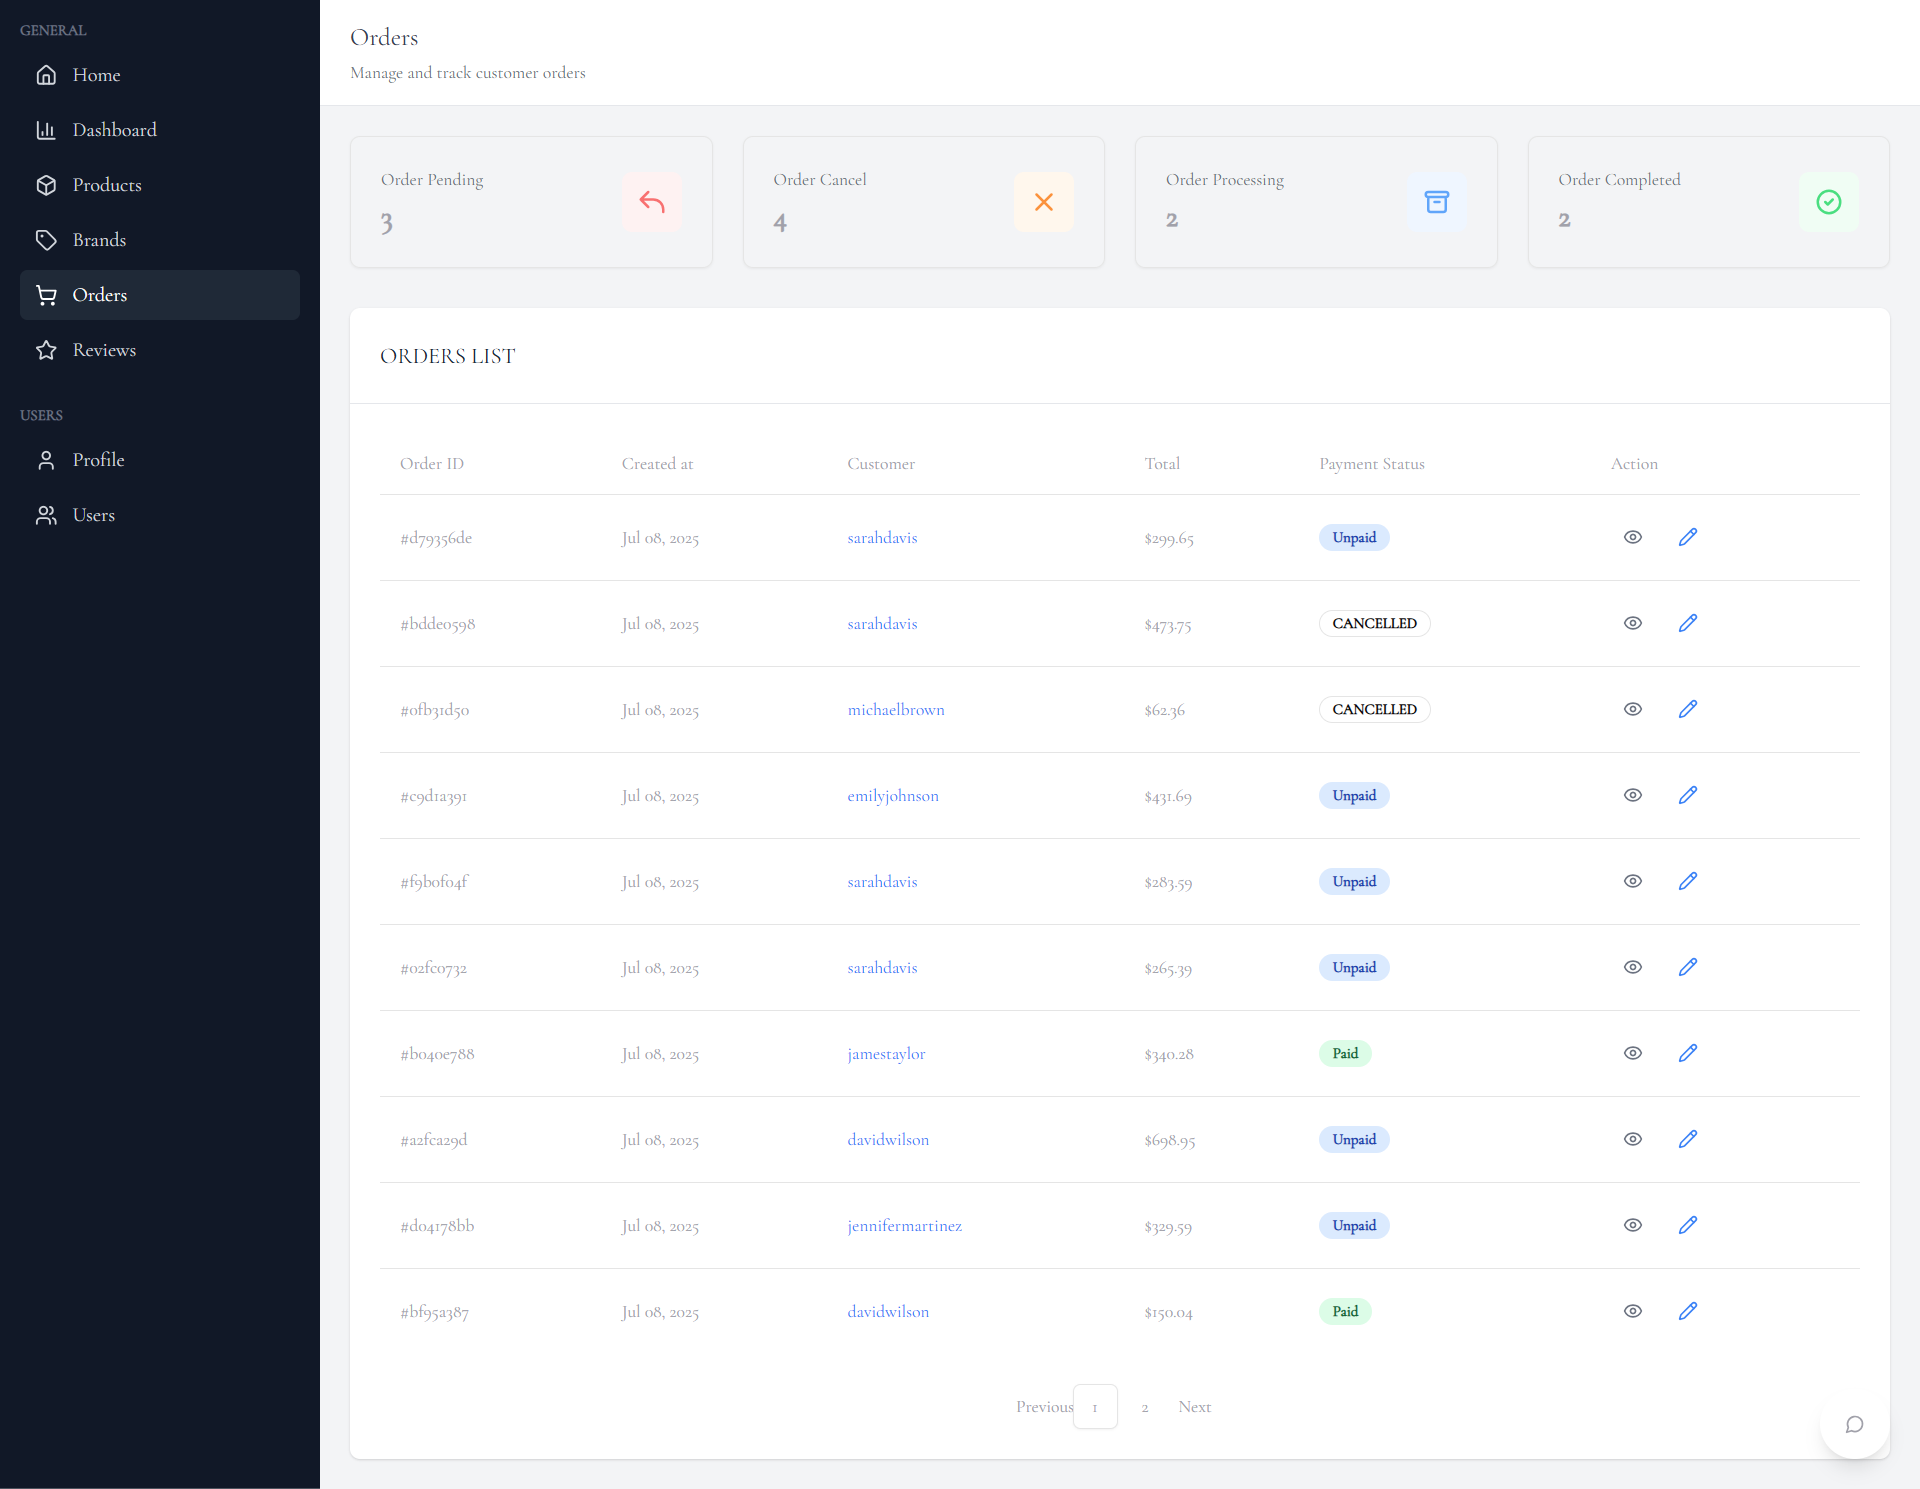 GENERAL
Home
Dashboard
Products
Brands
Orders
Reviews
USERS
Profile
Users
Orders
Manage and track customer orders
Order Pending
3
Order Cancel
4
Order Processing
2
Order Completed
2
ORDERS LIST
Order ID Created at Customer Total Payment Status Action
#d79356de Jul 08, 2025 sarahdavis $299.65 Unpaid
#bdde0598 Jul 08, 2025 sarahdavis $473.75 CANCELLED
#0fb31d50 Jul 08, 2025 michaelbrown $62.36 CANCELLED
#c9d1a391 Jul 08, 2025 emilyjohnson $431.69 Unpaid
#f9b0f04f Jul 08, 2025 sarahdavis $283.59 Unpaid
#02fc0732 Jul 08, 2025 sarahdavis $265.39 Unpaid
#b040e788 Jul 08, 2025 jamestaylor $340.28 Paid
#a2fca29d Jul 08, 2025 davidwilson $698.95 Unpaid
#d04178bb Jul 08, 2025 jennifermartinez $329.59 Unpaid
#bf95a387 Jul 08, 2025 davidwilson $150.04 Paid
Previous 1 2 Next